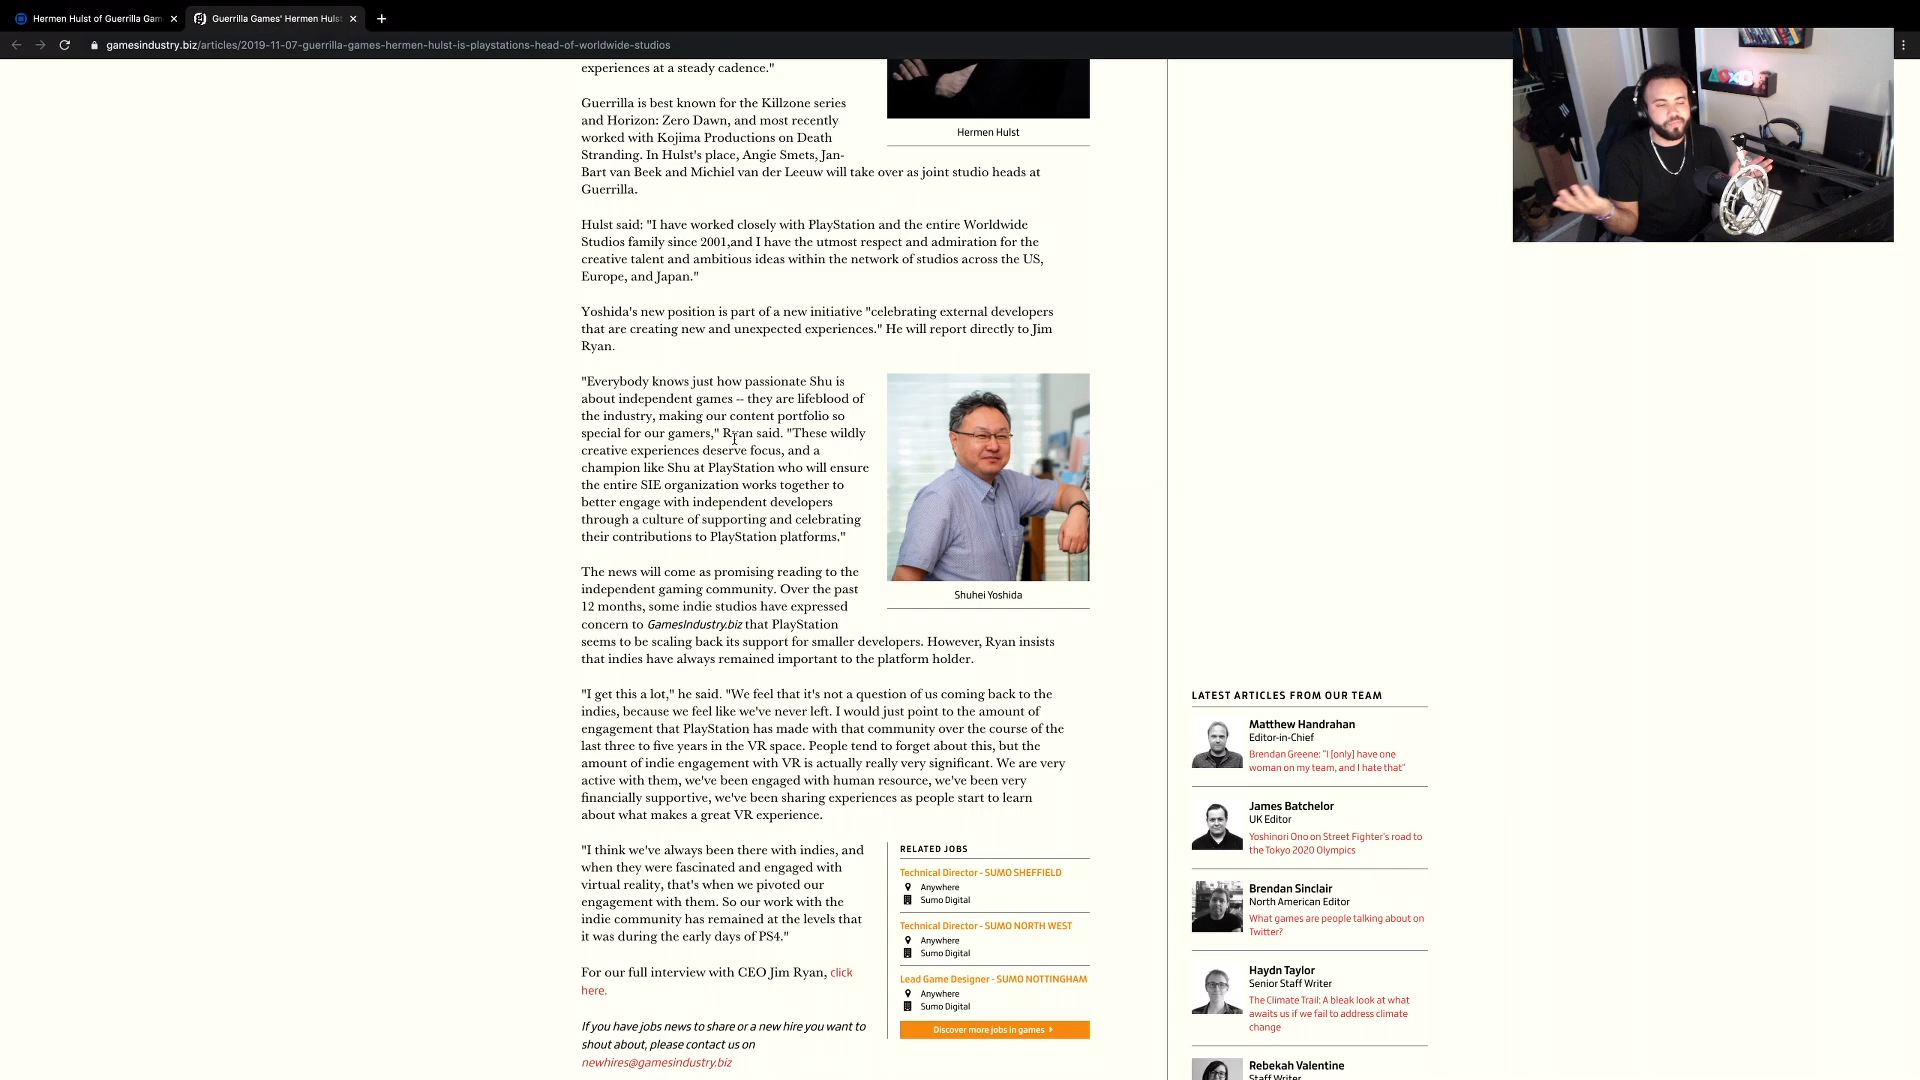 Hermen Hulst of Guerrilla Gam
Guerrilla Games' Hermen Hulst
gamesindustry.biz/articles/2019-11-07-guerrilla-games-hermen-hulst-is-playstations-head-of-worldwide-studios
experiences at a steady cadence."
Guerrilla is best known for the Killzone series
and Horizon: Zero Dawn, and most recently
worked with Kojima Productions on Death
Stranding. In Hulst's place, Angie Smets, Jan-
Bart van Beek and Michiel van der Leeuw will take over as joint studio heads at
Guerrilla.
Hermen Hulst
Hulst said: "I have worked closely with PlayStation and the entire Worldwide
Studios family since 2001,and I have the utmost respect and admiration for the
creative talent and ambitious ideas within the network of studios across the US,
Europe, and Japan."
Yoshida's new position is part of a new initiative "celebrating external developers
that are creating new and unexpected experiences." He will report directly to Jim
Ryan.
"Everybody knows just how passionate Shu is
about independent games -- they are lifeblood of
the industry, making our content portfolio so
special for our gamers," Ryan said. "These wildly
creative experiences deserve focus, and a
champion like Shu at PlayStation who will ensure
the entire SIE organization works together to
better engage with independent developers
through a culture of supporting and celebrating
their contributions to PlayStation platforms."
Shuhei Yoshida
The news will come as promising reading to the
independent gaming community. Over the past
12 months, some indie studios have expressed
concern to GamesIndustry.biz that PlayStation
seems to be scaling back its support for smaller developers. However, Ryan insists
that indies have always remained important to the platform holder.
"I get this a lot," he said. "We feel that it's not a question of us coming back to the
indies, because we feel like we've never left. I would just point to the amount of
engagement that PlayStation has made with that community over the course of the
last three to five years in the VR space. People tend to forget about this, but the
amount of indie engagement with VR is actually really very significant. We are very
active with them, we've been engaged with human resource, we've been very
financially supportive, we've been sharing experiences as people start to learn
about what makes a great VR experience.
"I think we've always been there with indies, and
when they were fascinated and engaged with
virtual reality, that's when we pivoted our
engagement with them. So our work with the
indie community has remained at the levels that
it was during the early days of PS4."
For our full interview with CEO Jim Ryan, click
here.
If you have jobs news to share or a new hire you want to
shout about, please contact us on
newhires@gamesindustry.biz
RELATED JOBS
Technical Director - SUMO SHEFFIELD
Anywhere
Sumo Digital
Technical Director - SUMO NORTH WEST
Anywhere
Sumo Digital
Lead Game Designer - SUMO NOTTINGHAM
Anywhere
Sumo Digital
Discover more jobs in games
LATEST ARTICLES FROM OUR TEAM
Matthew Handrahan
Editor-in-Chief
Brendan Greene: "I [only] have one
woman on my team, and I hate that"
James Batchelor
UK Editor
Yoshinori Ono on Street Fighter's road to
the Tokyo 2020 Olympics
Brendan Sinclair
North American Editor
What games are people talking about on
Twitter?
Haydn Taylor
Senior Staff Writer
The Climate Trail: A bleak look at what
awaits us if we fail to address climate
change
Rebekah Valentine
Staff Writer